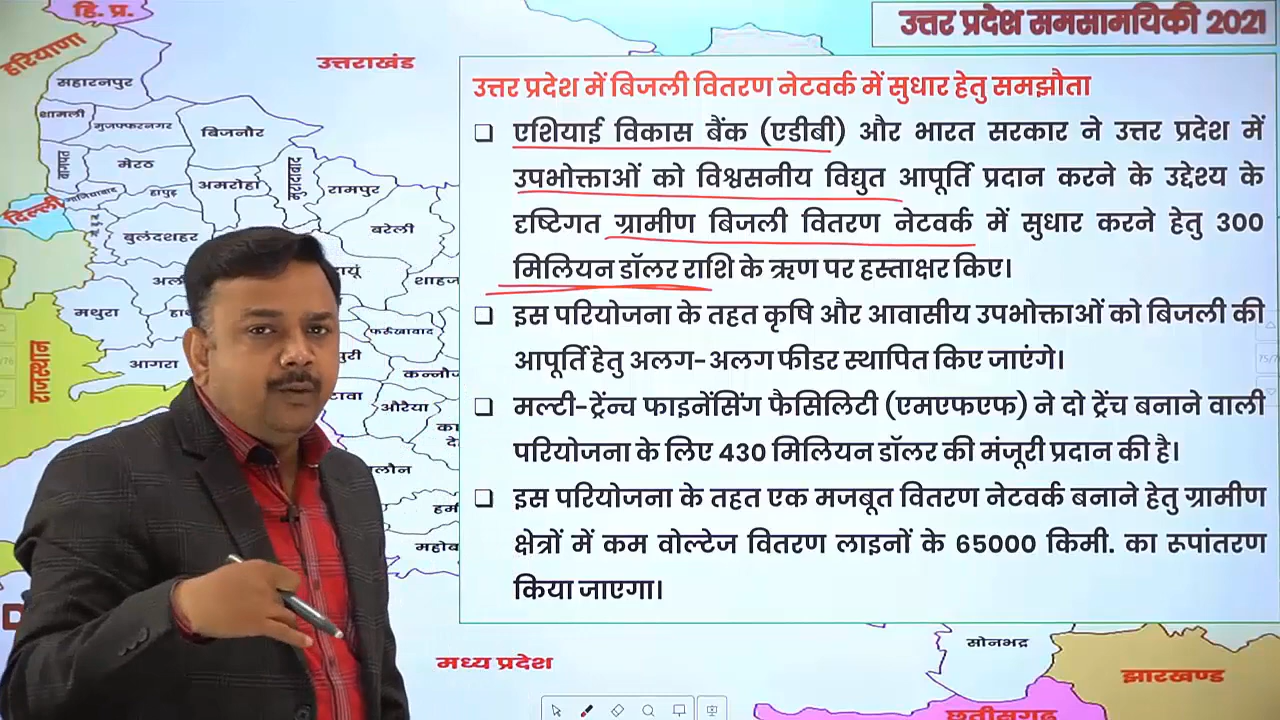 हि. प्र.
उत्तर प्रदेश समसामयिकी 2021
हरियाणा
उत्तराखंड
सहारनपुर
शामली
मुजफ्फरनगर
बिजनौर
बागपत
मेरठ
गाजियाबाद
हापुड़
अमरोहा
मुरादाबाद
रामपुर
दिल्ली
बुलंदशहर
बरेली
मथुरा
फर्रूखाबाद
आगरा
राजस्थान
औरैया
उत्तर प्रदेश में बिजली वितरण नेटवर्क में सुधार हेतु समझौता
❑ एशियाई विकास बैंक (एडीबी) और भारत सरकार ने उत्तर प्रदेश में
उपभोक्ताओं को विश्वसनीय विद्युत आपूर्ति प्रदान करने के उद्देश्य के
दृष्टिगत ग्रामीण बिजली वितरण नेटवर्क में सुधार करने हेतु 300
मिलियन डॉलर राशि के ऋण पर हस्ताक्षर किए।
❑ इस परियोजना के तहत कृषि और आवासीय उपभोक्ताओं को बिजली की
आपूर्ति हेतु अलग-अलग फीडर स्थापित किए जाएंगे।
❑ मल्टी-ट्रेंन्च फाइनेंसिंग फैसिलिटी (एमएफएफ) ने दो ट्रेंच बनाने वाली
परियोजना के लिए 430 मिलियन डॉलर की मंजूरी प्रदान की है।
❑ इस परियोजना के तहत एक मजबूत वितरण नेटवर्क बनाने हेतु ग्रामीण
क्षेत्रों में कम वोल्टेज वितरण लाइनों के 65000 किमी. का रूपांतरण
किया जाएगा।
मध्य प्रदेश
सोनभद्र
झारखण्ड
छत्तीसगढ़